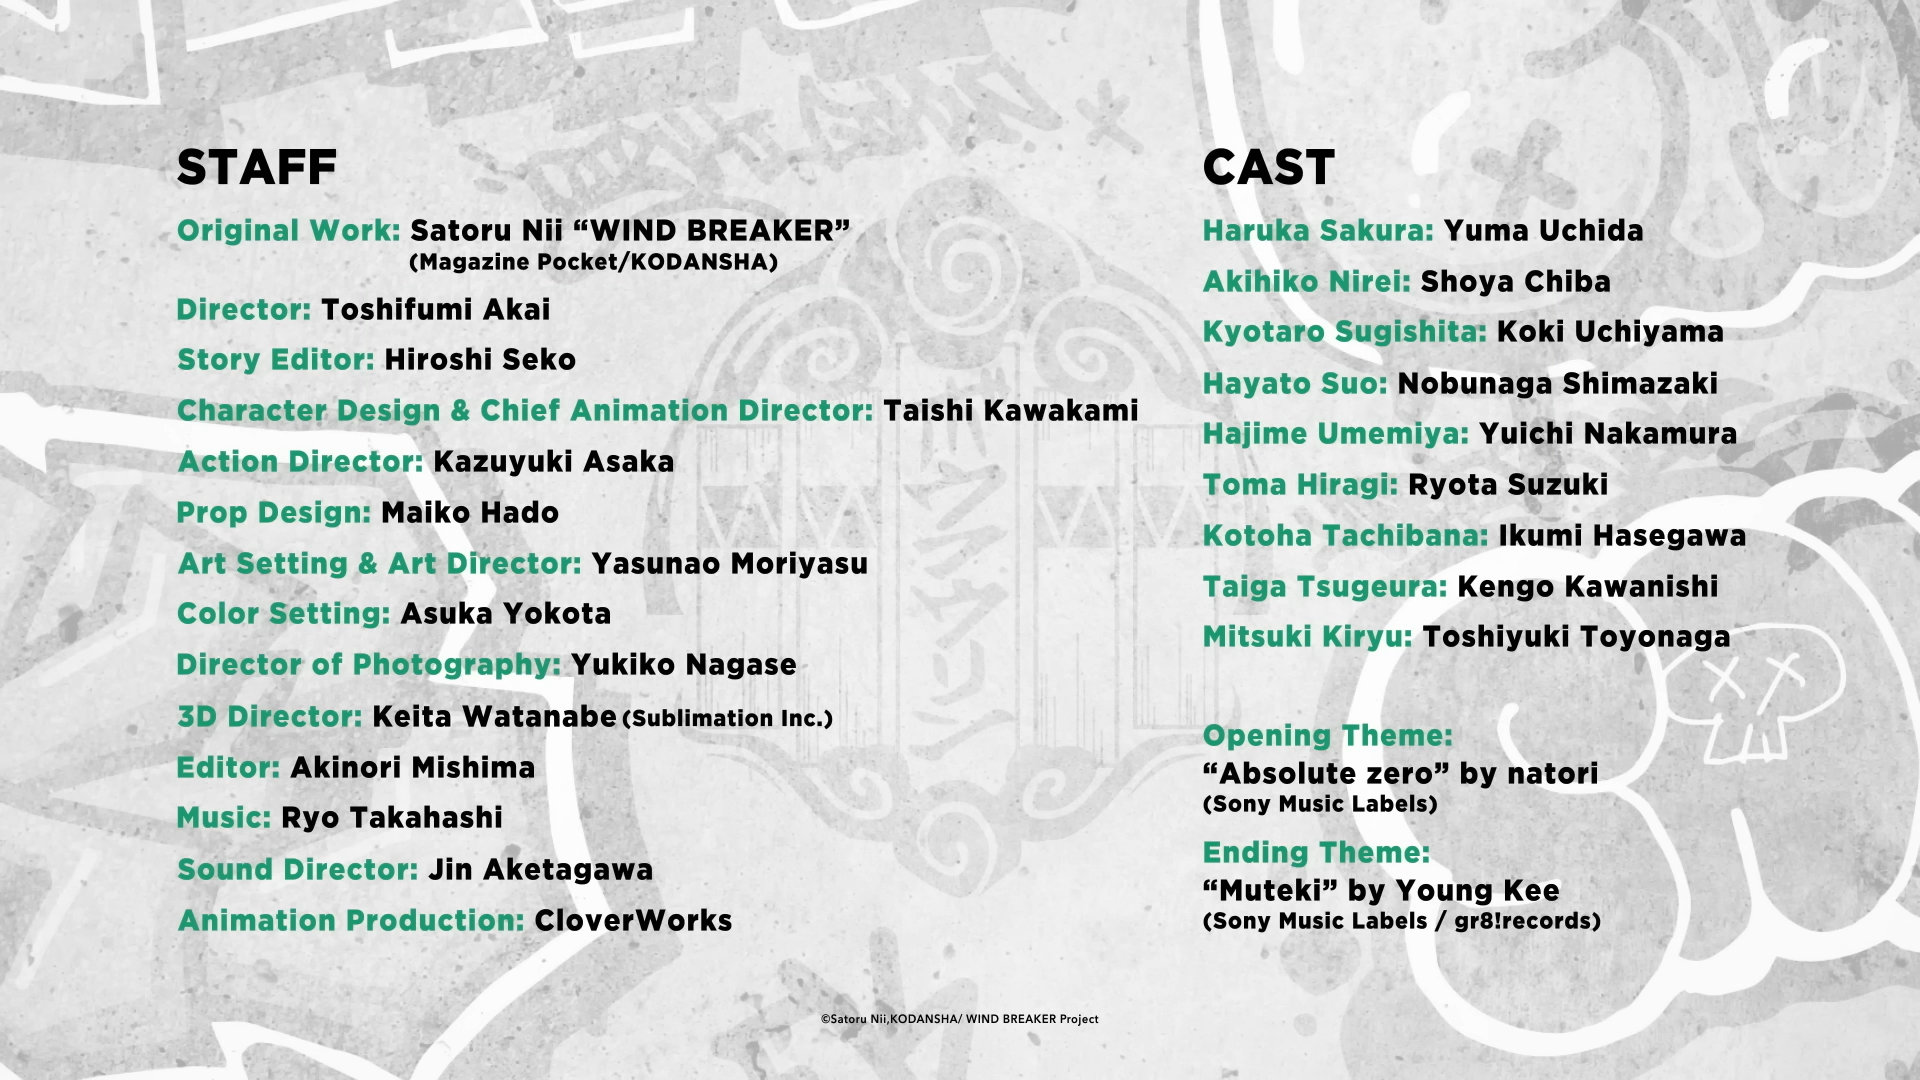 STAFF
Original Work: Satoru Nii “WIND BREAKER”
(Magazine Pocket/KODANSHA)
Director: Toshifumi Akai
Story Editor: Hiroshi Seko
Character Design & Chief Animation Director: Taishi Kawakami
Action Director: Kazuyuki Asaka
Prop Design: Maiko Hado
Art Setting & Art Director: Yasunao Moriyasu
Color Setting: Asuka Yokota
Director of Photography: Yukiko Nagase
3D Director: Keita Watanabe (Sublimation Inc.)
Editor: Akinori Mishima
Music: Ryo Takahashi
Sound Director: Jin Aketagawa
Animation Production: CloverWorks
CAST
Haruka Sakura: Yuma Uchida
Akihiko Nirei: Shoya Chiba
Kyotaro Sugishita: Koki Uchiyama
Hayato Suo: Nobunaga Shimazaki
Hajime Umemiya: Yuichi Nakamura
Toma Hiragi: Ryota Suzuki
Kotoha Tachibana: Ikumi Hasegawa
Taiga Tsugeura: Kengo Kawanishi
Mitsuki Kiryu: Toshiyuki Toyonaga
Opening Theme:
“Absolute zero” by natori
(Sony Music Labels)
Ending Theme:
“Muteki” by Young Kee
(Sony Music Labels / gr8!records)
©Satoru Nii,KODANSHA/ WIND BREAKER Project